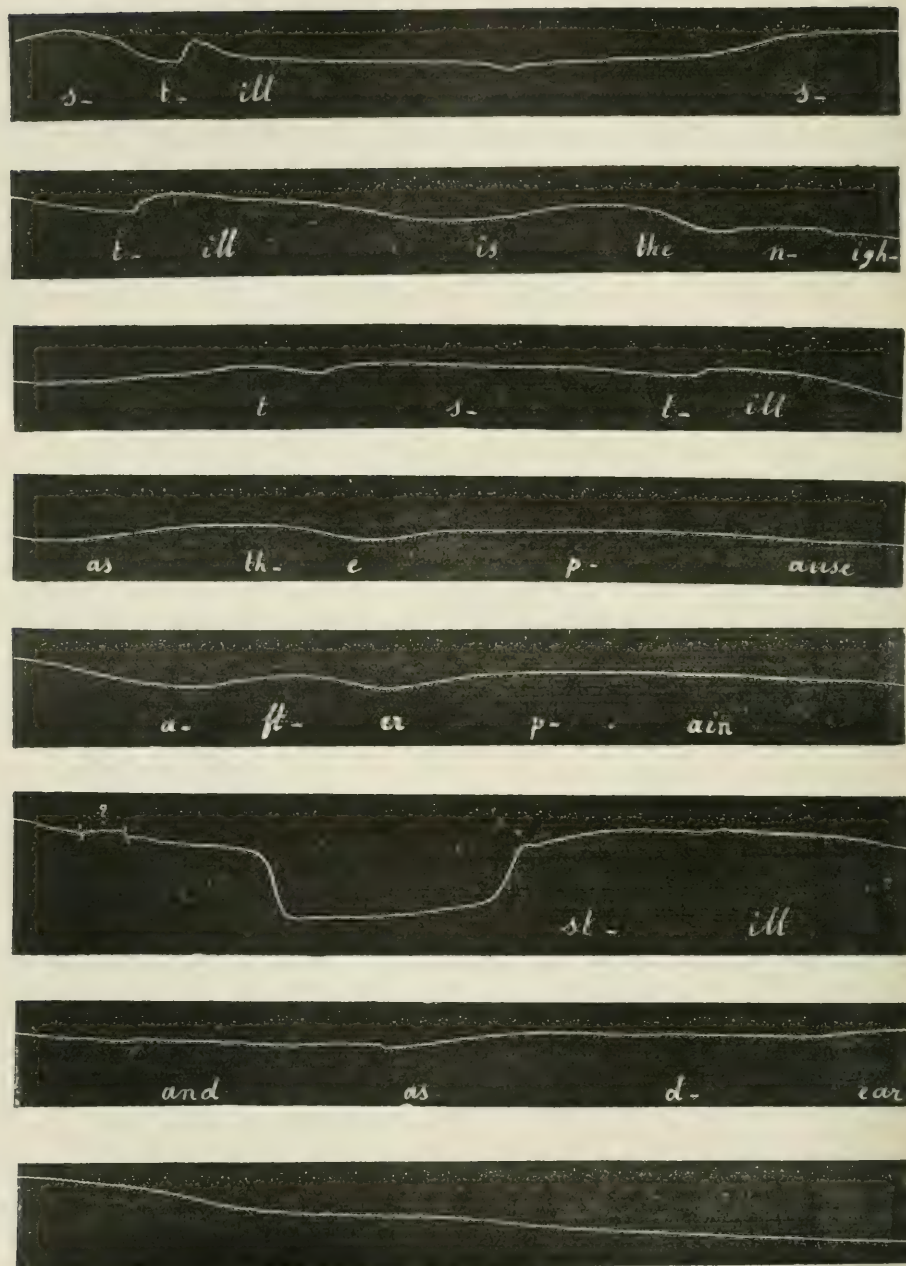 s- t- ill s-
t- ill is the n- igh-
t s- t- ill
as th- e p- ause
a- ft- er p- ain
?
st- ill
and as d- ear